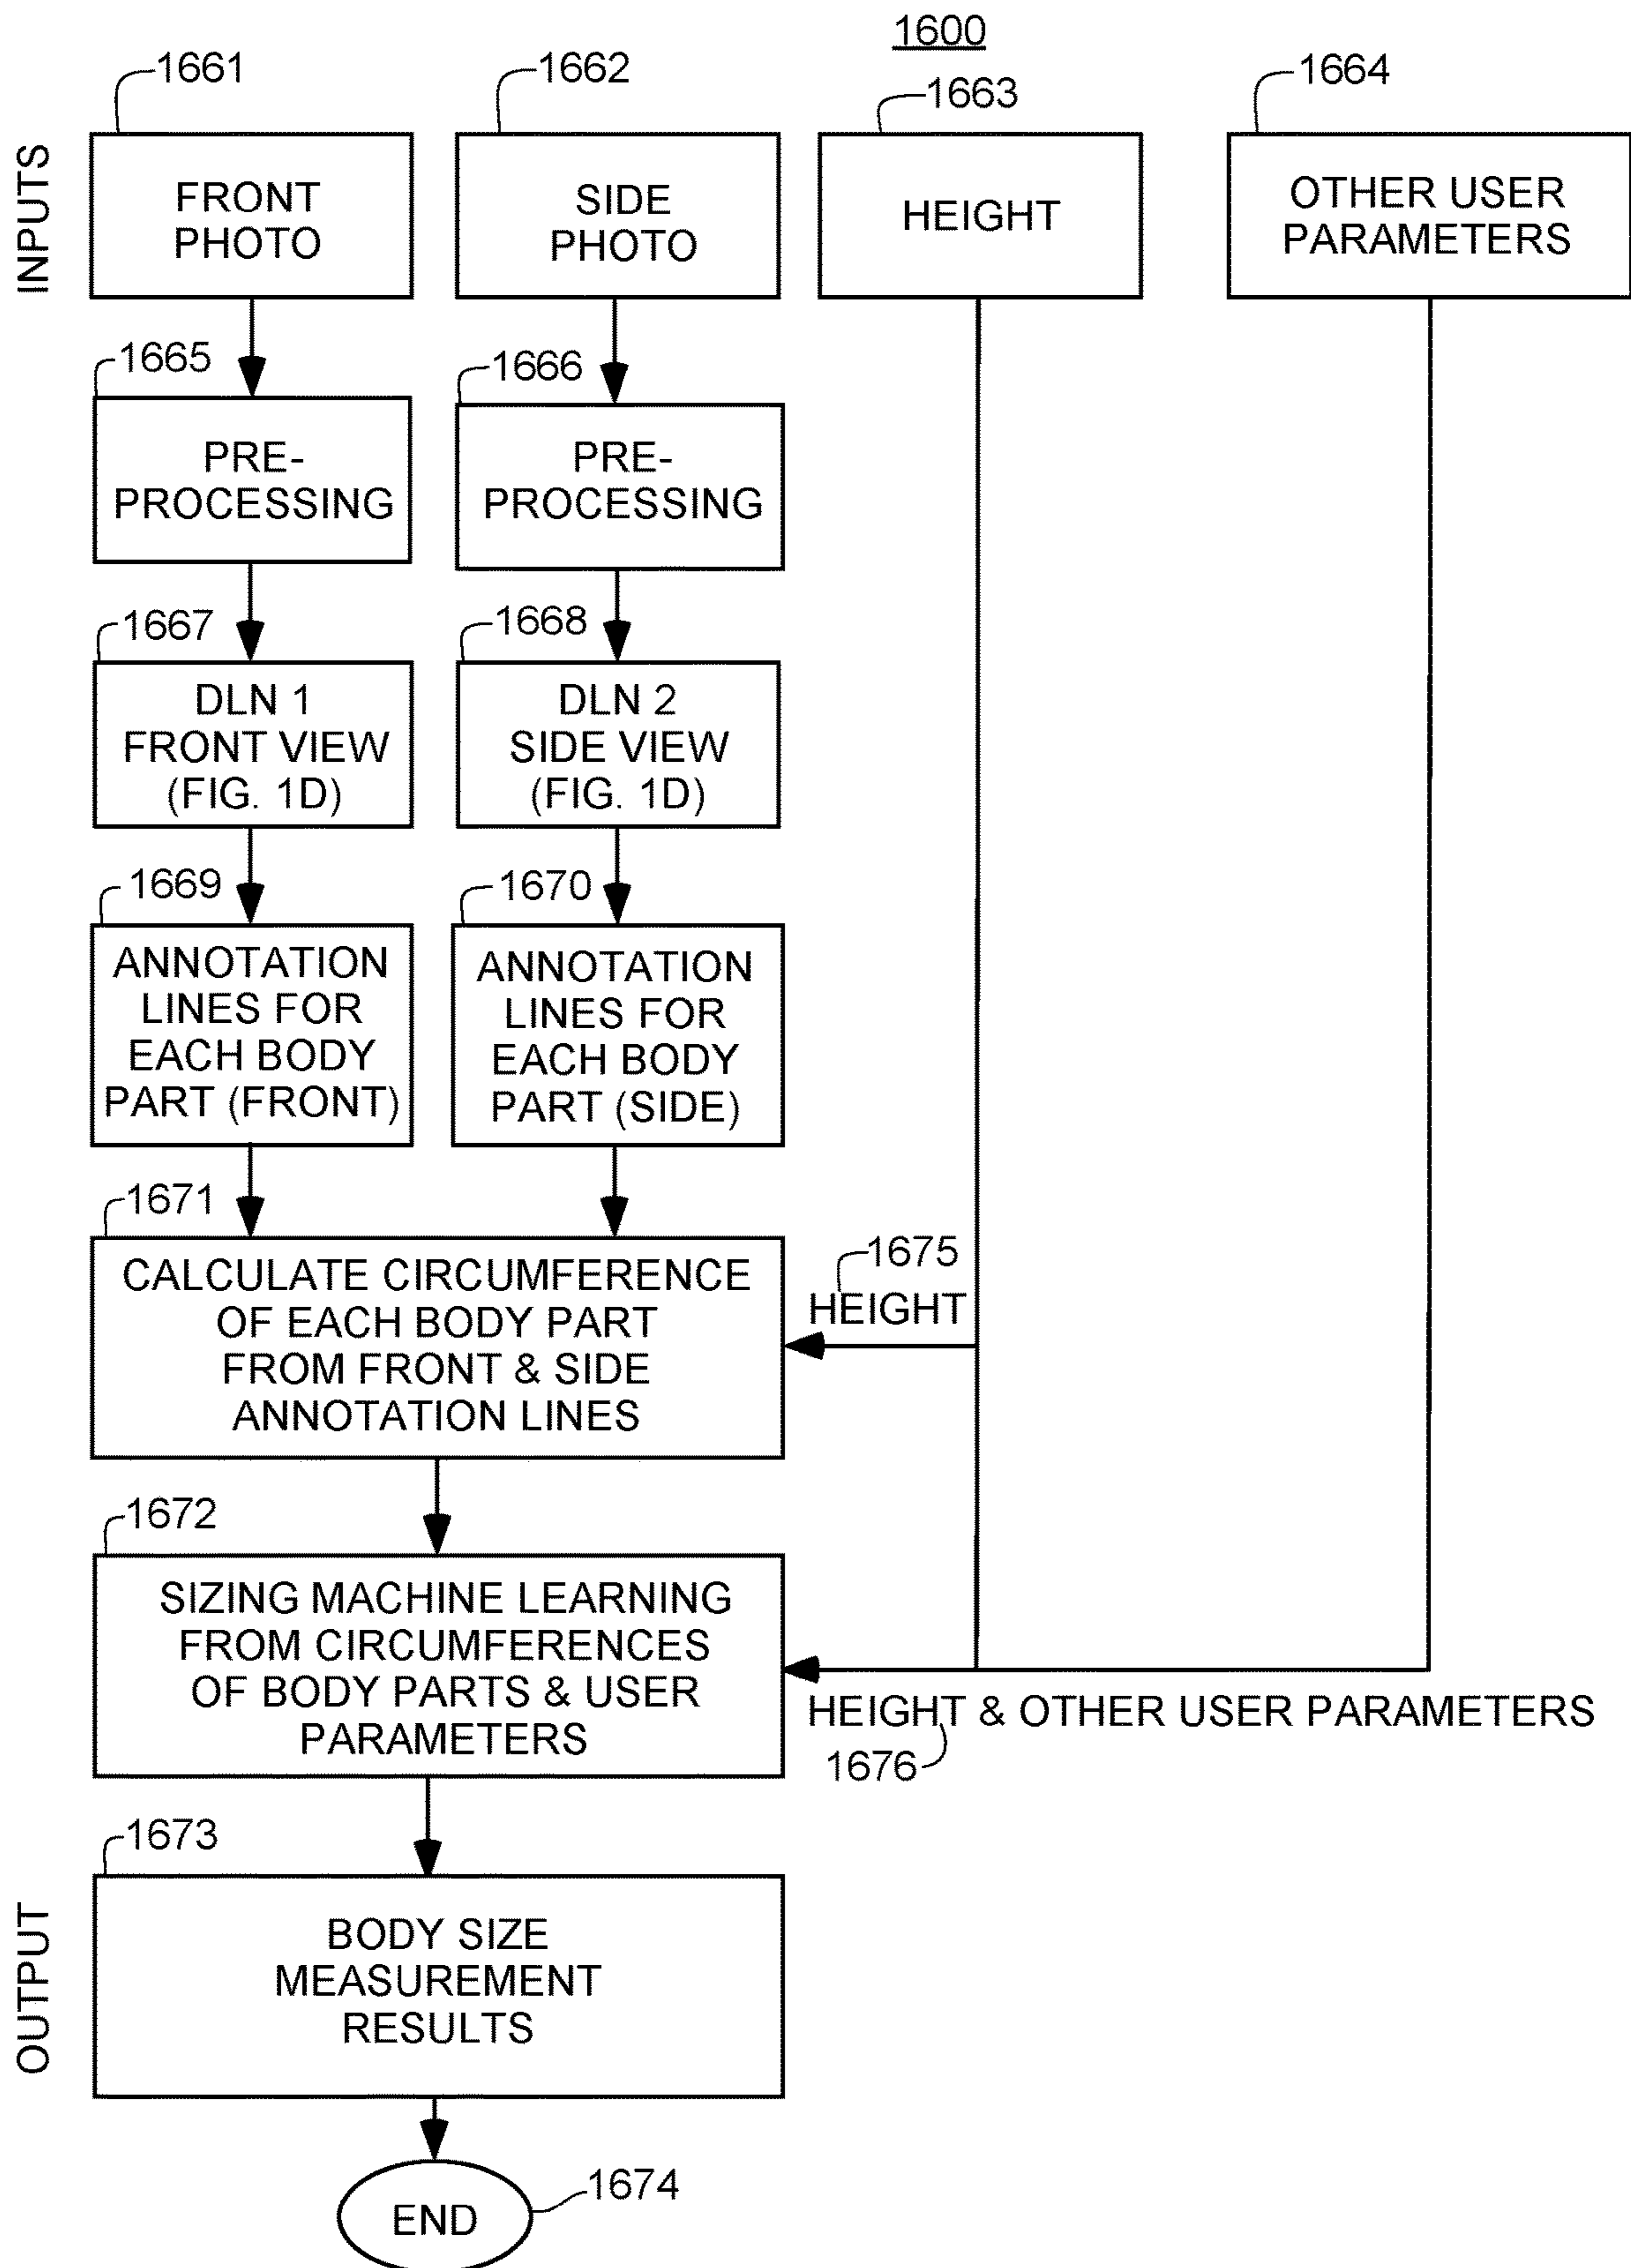 1600
1661
1662
1663
1664
INPUTS
FRONT
PHOTO
SIDE
PHOTO
HEIGHT
OTHER USER
PARAMETERS
1665
1666
PRE-
PROCESSING
PRE-
PROCESSING
1667
1668
DLN 1
FRONT VIEW
(FIG. 1D)
DLN 2
SIDE VIEW
(FIG. 1D)
1669
1670
ANNOTATION
LINES FOR
EACH BODY
PART (FRONT)
ANNOTATION
LINES FOR
EACH BODY
PART (SIDE)
1671
CALCULATE CIRCUMFERENCE
OF EACH BODY PART
FROM FRONT & SIDE
ANNOTATION LINES
1675
HEIGHT
1672
SIZING MACHINE LEARNING
FROM CIRCUMFERENCES
OF BODY PARTS & USER
PARAMETERS
HEIGHT & OTHER USER PARAMETERS
1676
1673
OUTPUT
BODY SIZE
MEASUREMENT
RESULTS
END
1674